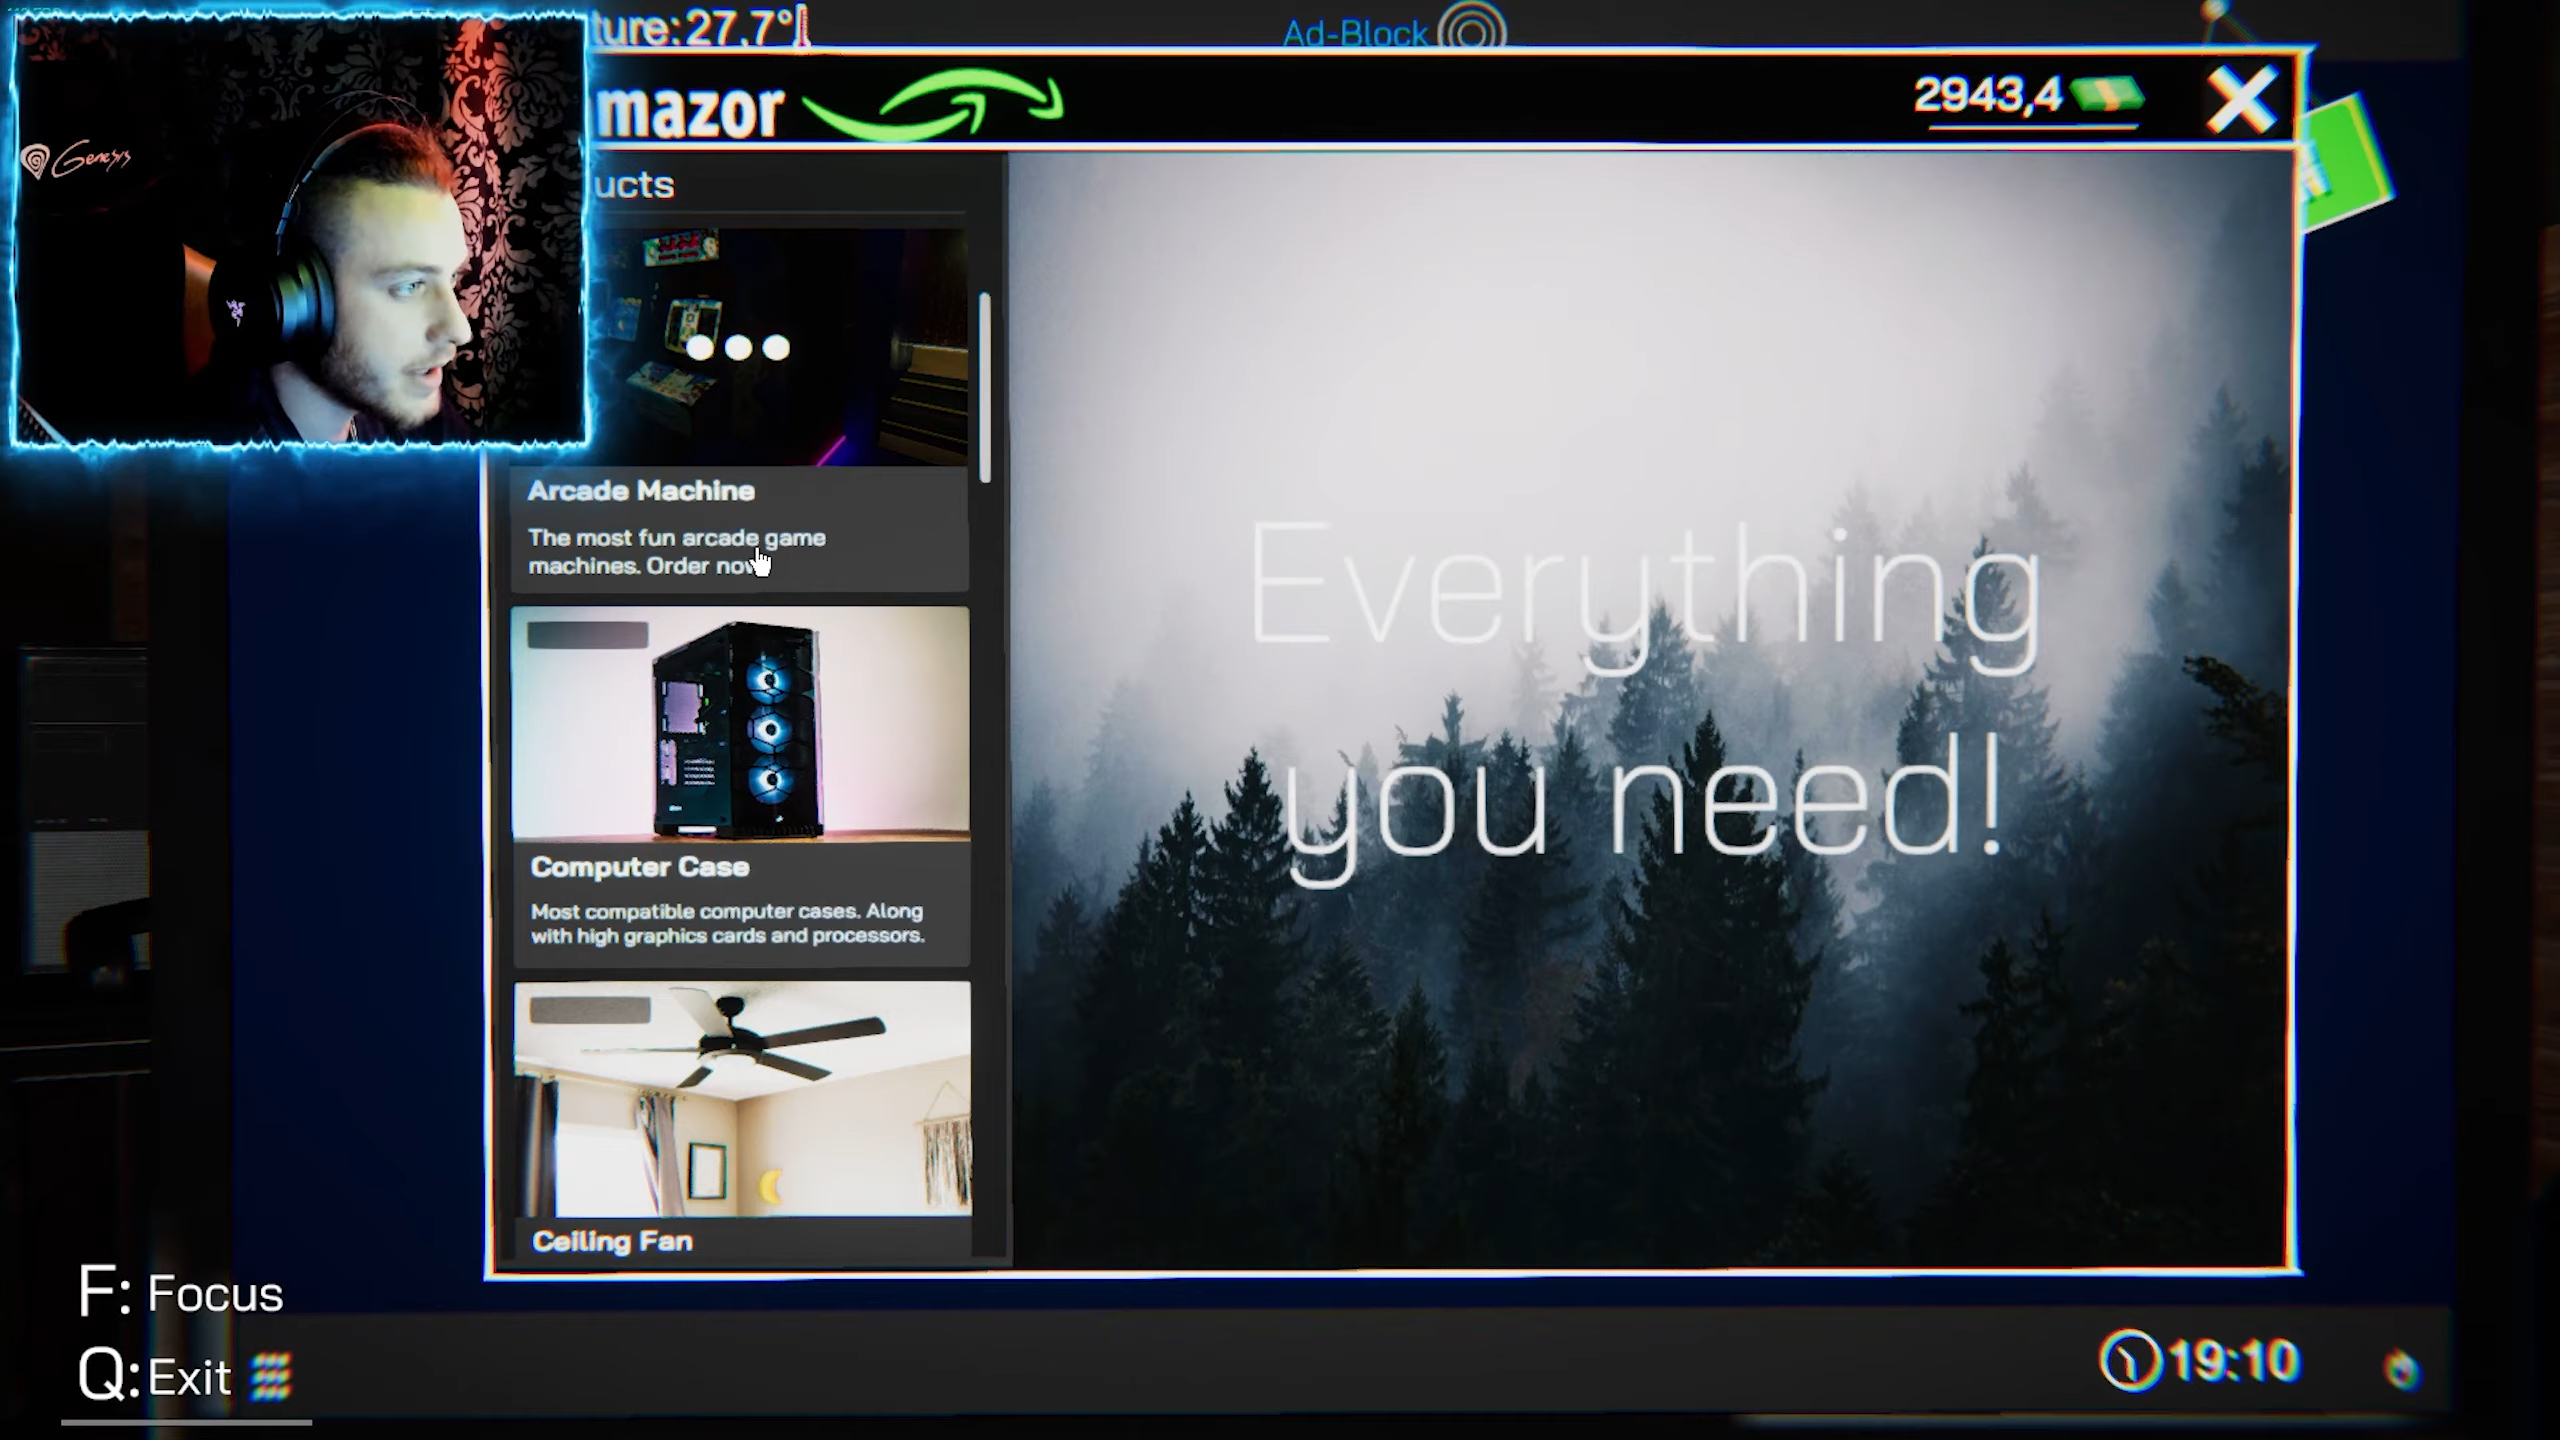 ture: 27,7°
Ad-Block
mazor
2943,4
Genesis
ucts
Arcade Machine
The most fun arcade game
machines. Order now
Everything
you need!
Computer Case
Most compatible computer cases. Along
with high graphics cards and processors.
Ceiling Fan
F: Focus
Q: Exit
19:10